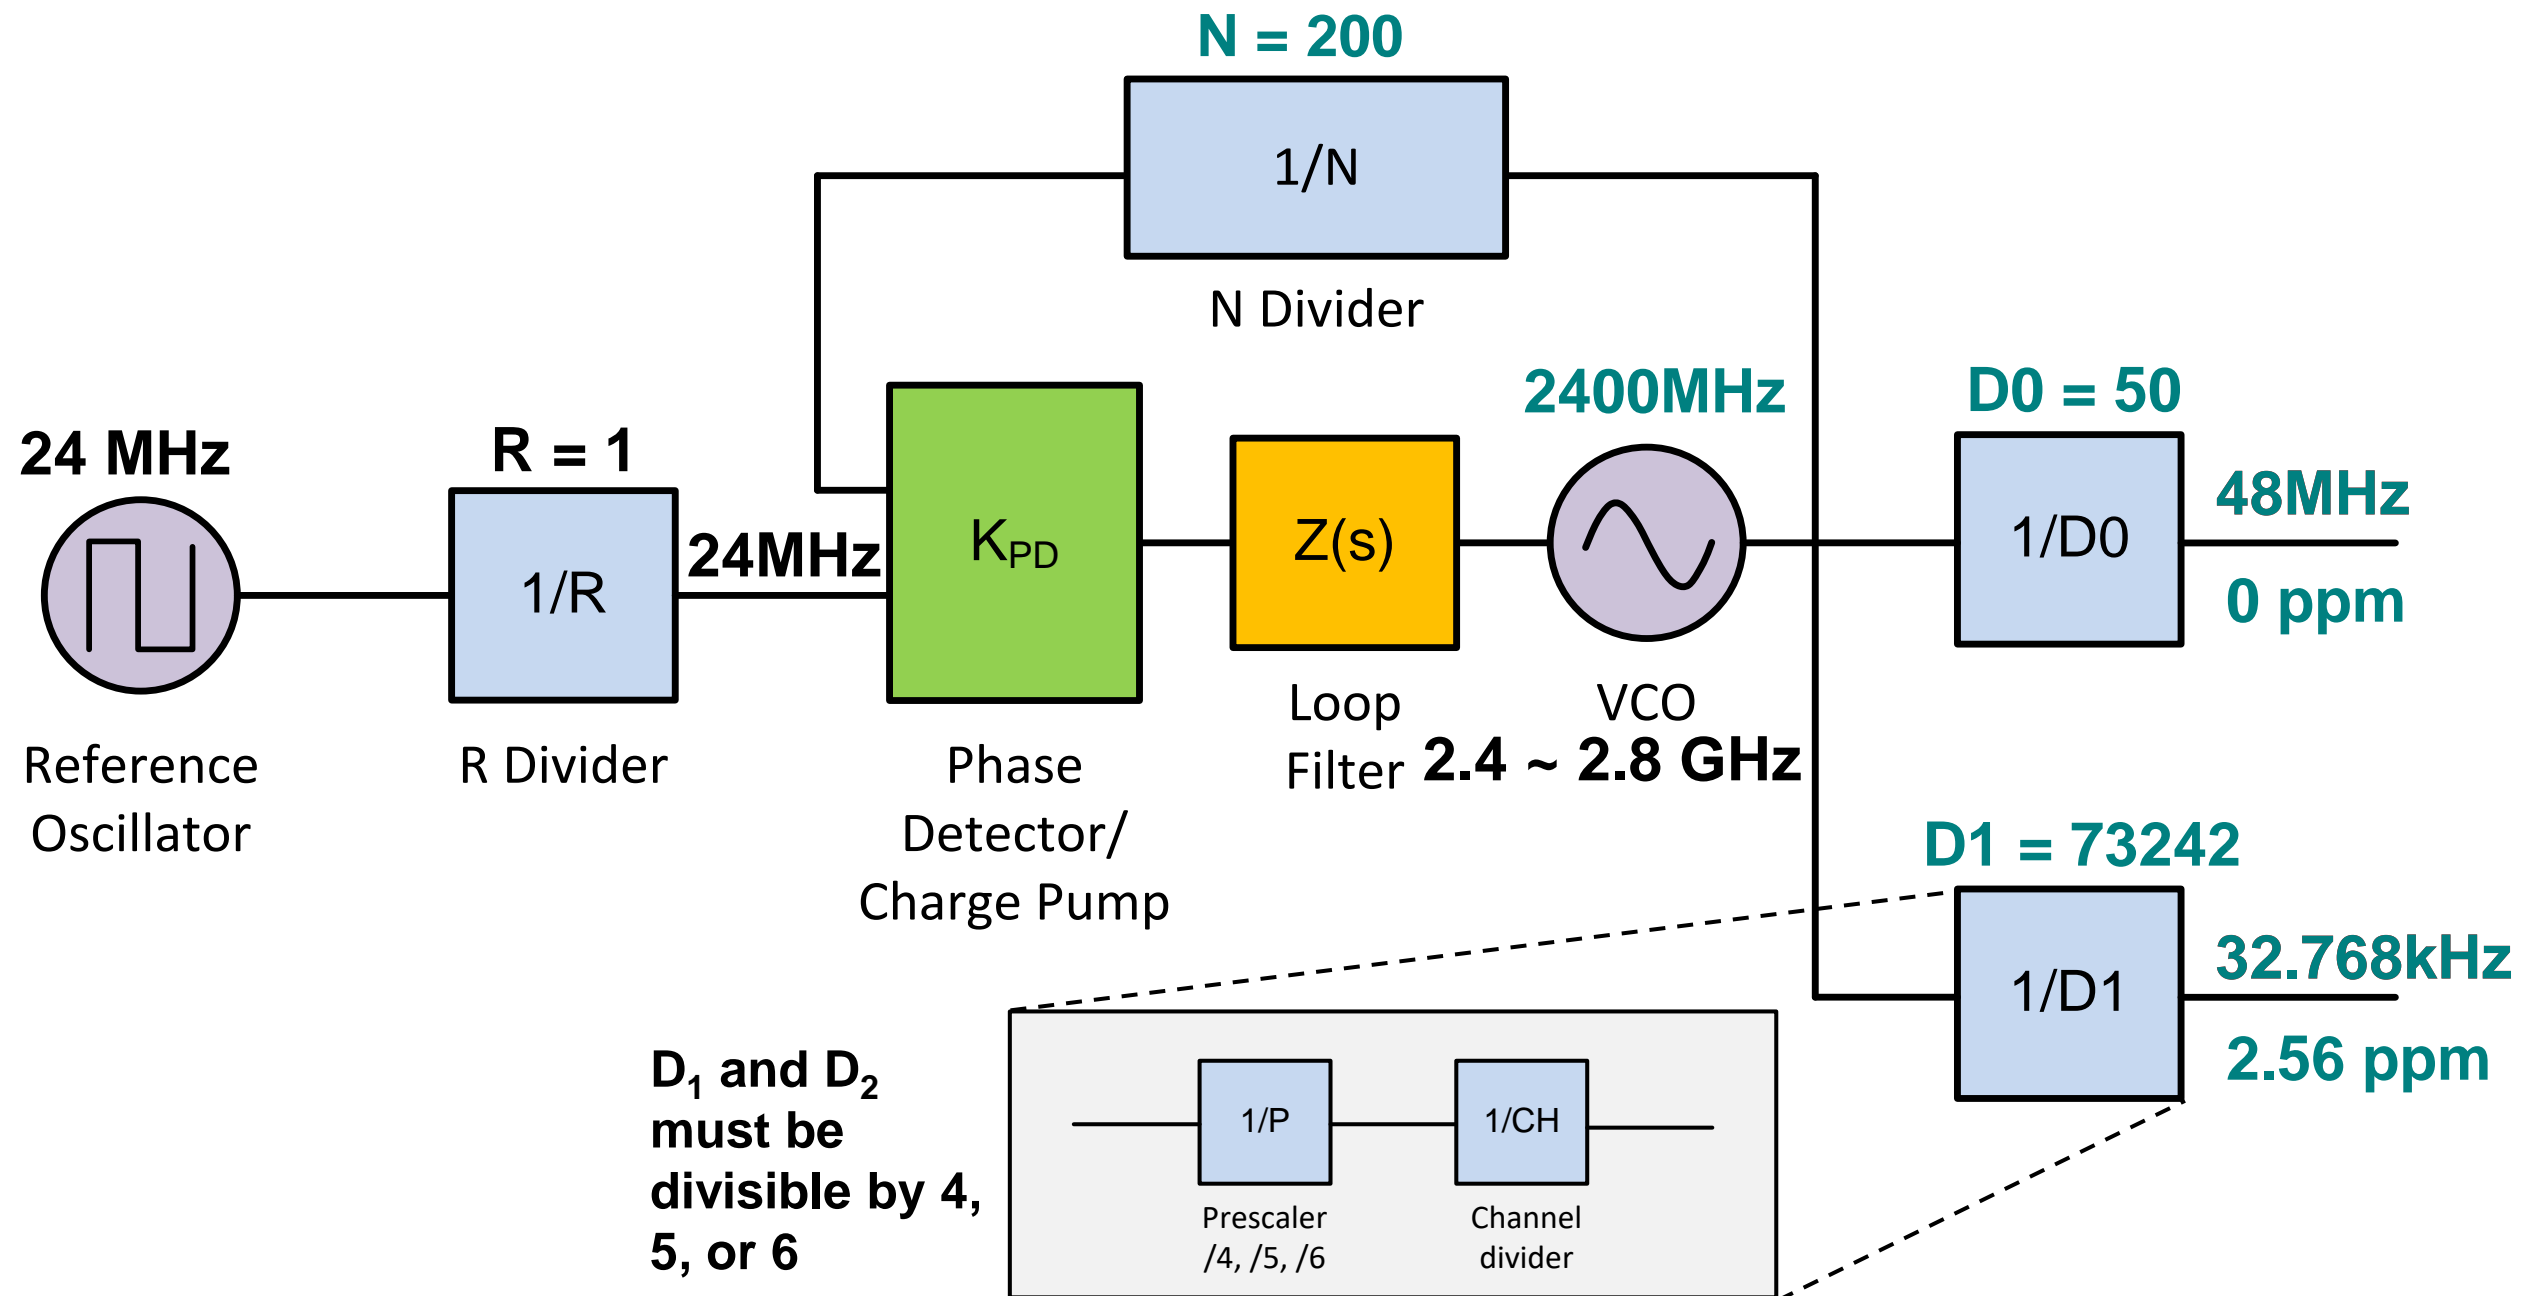 N = 200
1/N
N Divider
24 MHz
R = 1
1/R
24MHz
K_PD
Z(s)
2400MHz
D0 = 50
1/D0
48MHz
0 ppm
Reference
Oscillator
R Divider
Phase
Detector/
Charge Pump
Loop
Filter
VCO
2.4 ~ 2.8 GHz
D1 = 73242
1/D1
32.768kHz
2.56 ppm
D₁ and D₂
must be
divisible by 4,
5, or 6
1/P
Prescaler
/4, /5, /6
1/CH
Channel
divider